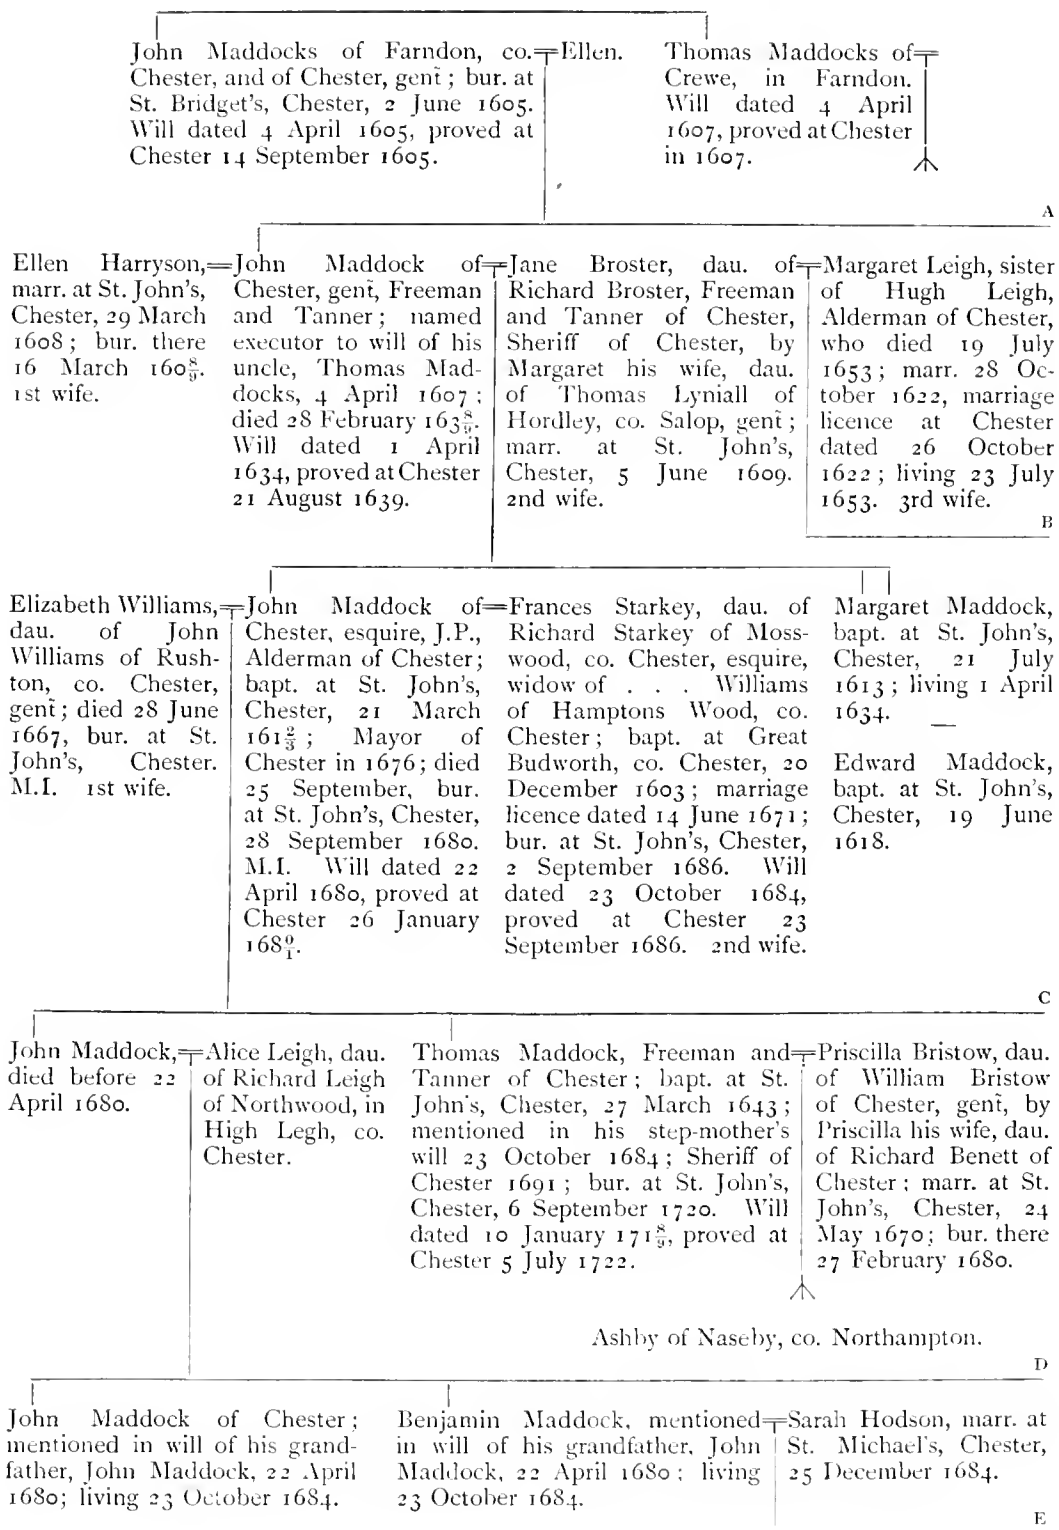 John Maddocks of Farndon, co.
Chester, and of Chester, gent̃; bur. at
St. Bridget's, Chester, 2 June 1605.
Will dated 4 April 1605, proved at
Chester 14 September 1605.
Ellen.
Thomas Maddocks of
Crewe, in Farndon.
Will dated 4 April
1607, proved at Chester
in 1607.
A
Ellen Harryson,
marr. at St. John's,
Chester, 29 March
1608; bur. there
16 March 160 8/9.
1st wife.
John Maddock of
Chester, gent̃, Freeman
and Tanner; named
executor to will of his
uncle, Thomas Mad-
docks, 4 April 1607;
died 28 February 163 8/9.
Will dated 1 April
1634, proved at Chester
21 August 1639.
Jane Broster, dau. of
Richard Broster, Freeman
and Tanner of Chester,
Sheriff of Chester, by
Margaret his wife, dau.
of Thomas Lyniall of
Hordley, co. Salop, gent̃;
marr. at St. John's,
Chester, 5 June 1609.
2nd wife.
Margaret Leigh, sister
of Hugh Leigh,
Alderman of Chester,
who died 19 July
1653; marr. 28 Oc-
tober 1622, marriage
licence at Chester
dated 26 October
1622; living 23 July
1653. 3rd wife.
B
Elizabeth Williams,
dau. of John
Williams of Rush-
ton, co. Chester,
gent̃; died 28 June
1667, bur. at St.
John's, Chester.
M.I. 1st wife.
John Maddock of
Chester, esquire, J.P.,
Alderman of Chester;
bapt. at St. John's,
Chester, 21 March
161 2/3; Mayor of
Chester in 1676; died
25 September, bur.
at St. John's, Chester,
28 September 1680.
M.I. Will dated 22
April 1680, proved at
Chester 26 January
168 0/1.
Frances Starkey, dau. of
Richard Starkey of Moss-
wood, co. Chester, esquire,
widow of . . . Williams
of Hamptons Wood, co.
Chester; bapt. at Great
Budworth, co. Chester, 20
December 1603; marriage
licence dated 14 June 1671;
bur. at St. John's, Chester,
2 September 1686. Will
dated 23 October 1684,
proved at Chester 23
September 1686. 2nd wife.
Margaret Maddock,
bapt. at St. John's,
Chester, 21 July
1613; living 1 April
1634.
Edward Maddock,
bapt. at St. John's,
Chester, 19 June
1618.
C
John Maddock,
died before 22
April 1680.
Alice Leigh, dau.
of Richard Leigh
of Northwood, in
High Legh, co.
Chester.
Thomas Maddock, Freeman and
Tanner of Chester; bapt. at St.
John's, Chester, 27 March 1643;
mentioned in his step-mother's
will 23 October 1684; Sheriff of
Chester 1691; bur. at St. John's,
Chester, 6 September 1720. Will
dated 10 January 171 8/9, proved at
Chester 5 July 1722.
Priscilla Bristow, dau.
of William Bristow
of Chester, gent̃, by
Priscilla his wife, dau.
of Richard Benett of
Chester; marr. at St.
John's, Chester, 24
May 1670; bur. there
27 February 1680.
Ashby of Naseby, co. Northampton.
D
John Maddock of Chester;
mentioned in will of his grand-
father, John Maddock, 22 April
1680; living 23 October 1684.
Benjamin Maddock, mentioned
in will of his grandfather, John
Maddock, 22 April 1680; living
23 October 1684.
Sarah Hodson, marr. at
St. Michael's, Chester,
25 December 1684.
E